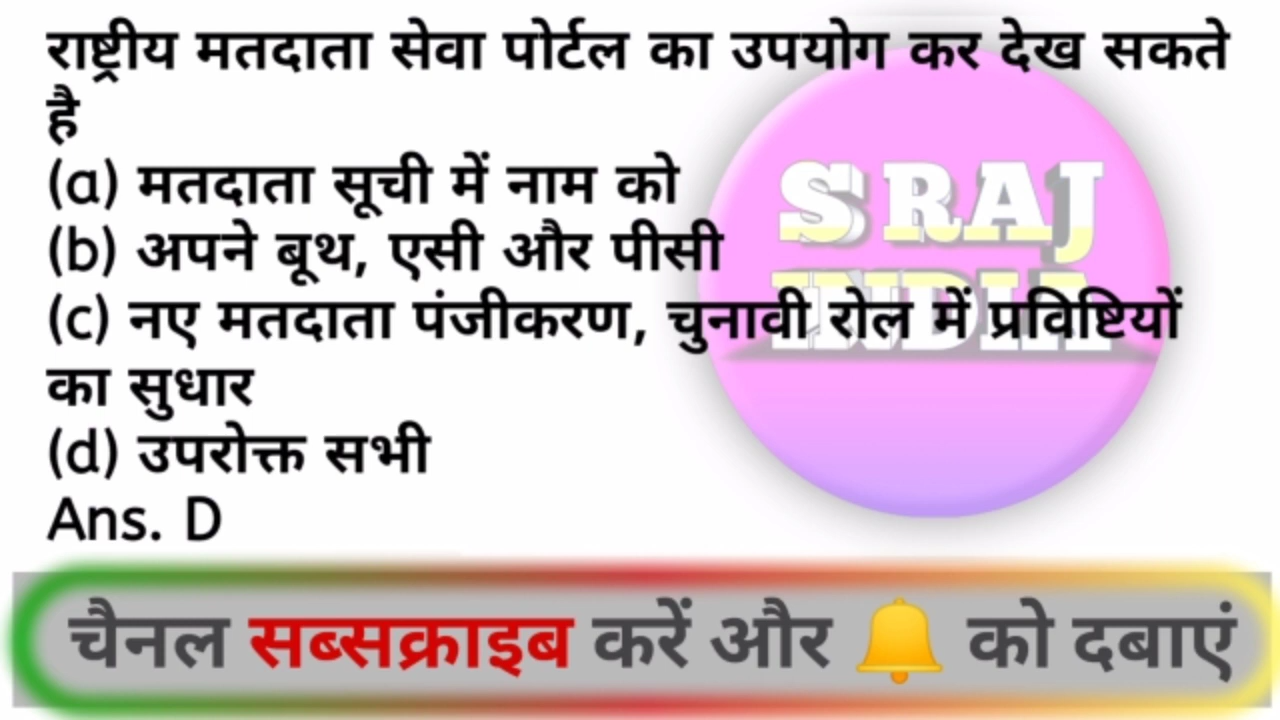 राष्ट्रीय मतदाता सेवा पोर्टल का उपयोग कर देख सकते
है
(a) मतदाता सूची में नाम को
(b) अपने बूथ, एसी और पीसी
(c) नए मतदाता पंजीकरण, चुनावी रोल में प्रविष्टियों
का सुधार
(d) उपरोक्त सभी
Ans. D
S RAJ
INDIA
चैनल सब्सक्राइब करें और 🔔 को दबाएं